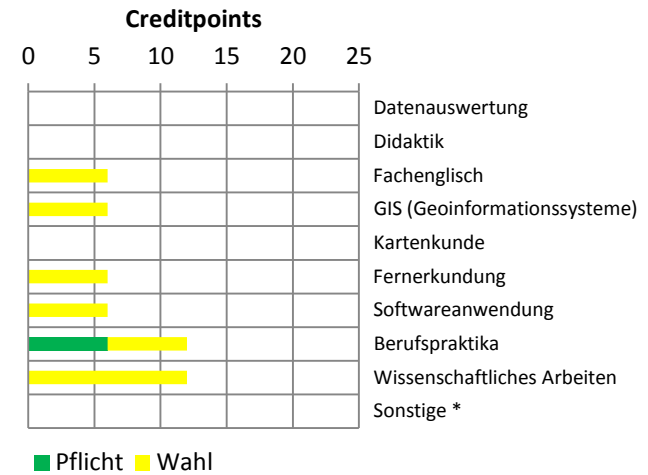 Creditpoints
0 5 10 15 20 25
Datenauswertung
Didaktik
Fachenglisch
GIS (Geoinformationssysteme)
Kartenkunde
Fernerkundung
Softwareanwendung
Berufspraktika
Wissenschaftliches Arbeiten
Sonstige *
Pflicht Wahl